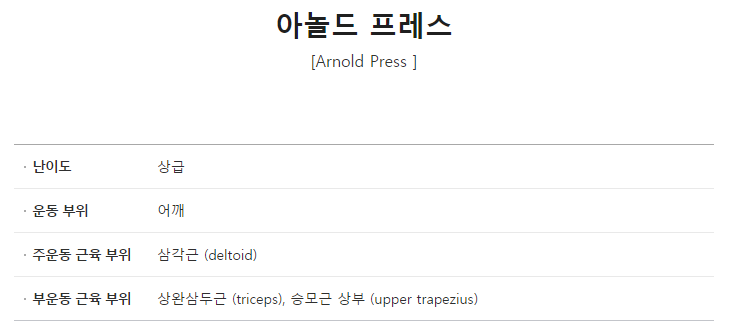 아놀드 프레스
[Arnold Press ]
· 난이도 상급
· 운동 부위 어깨
· 주운동 근육 부위 삼각근 (deltoid)
· 부운동 근육 부위 상완삼두근 (triceps), 승모근 상부 (upper trapezius)